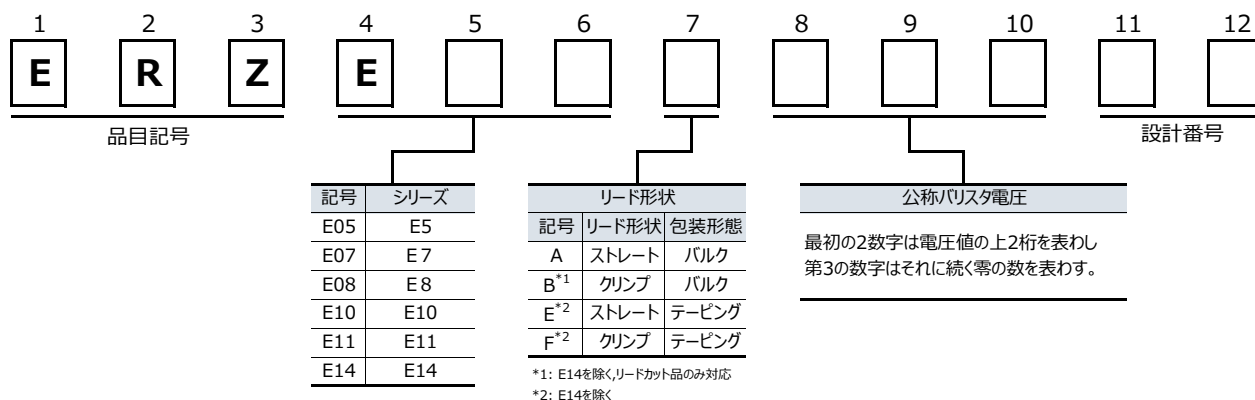 1 2 3 4 5 6 7 8 9 10 11 12
E R Z E
品目記号
設計番号
記号 シリーズ
E05 E5
E07 E7
E08 E8
E10 E10
E11 E11
E14 E14
リード形状
記号 リード形状 包装形態
A ストレート バルク
B*1 クリンプ バルク
E*2 ストレート テーピング
F*2 クリンプ テーピング
*1: E14を除く,リードカット品のみ対応
*2: E14を除く
公称バリスタ電圧
最初の2数字は電圧値の上2桁を表わし
第3の数字はそれに続く零の数を表わす。